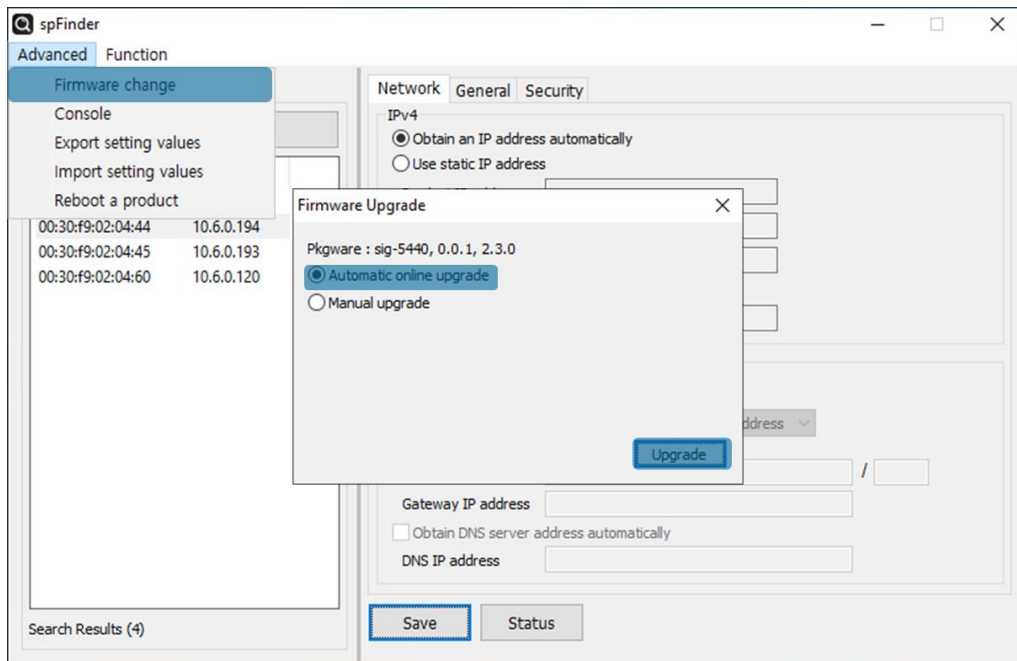 spFinder
Advanced Function
Firmware change
Console
Export setting values
Import setting values
Reboot a product
00:30:f9:02:04:44 10.6.0.194
00:30:f9:02:04:45 10.6.0.193
00:30:f9:02:04:60 10.6.0.120
Search Results (4)
Network General Security
IPv4
Obtain an IP address automatically
Use static IP address
Firmware Upgrade
Pkgware : sig-5440, 0.0.1, 2.3.0
Automatic online upgrade
Manual upgrade
Upgrade
ddress
/
Gateway IP address
Obtain DNS server address automatically
DNS IP address
Save Status